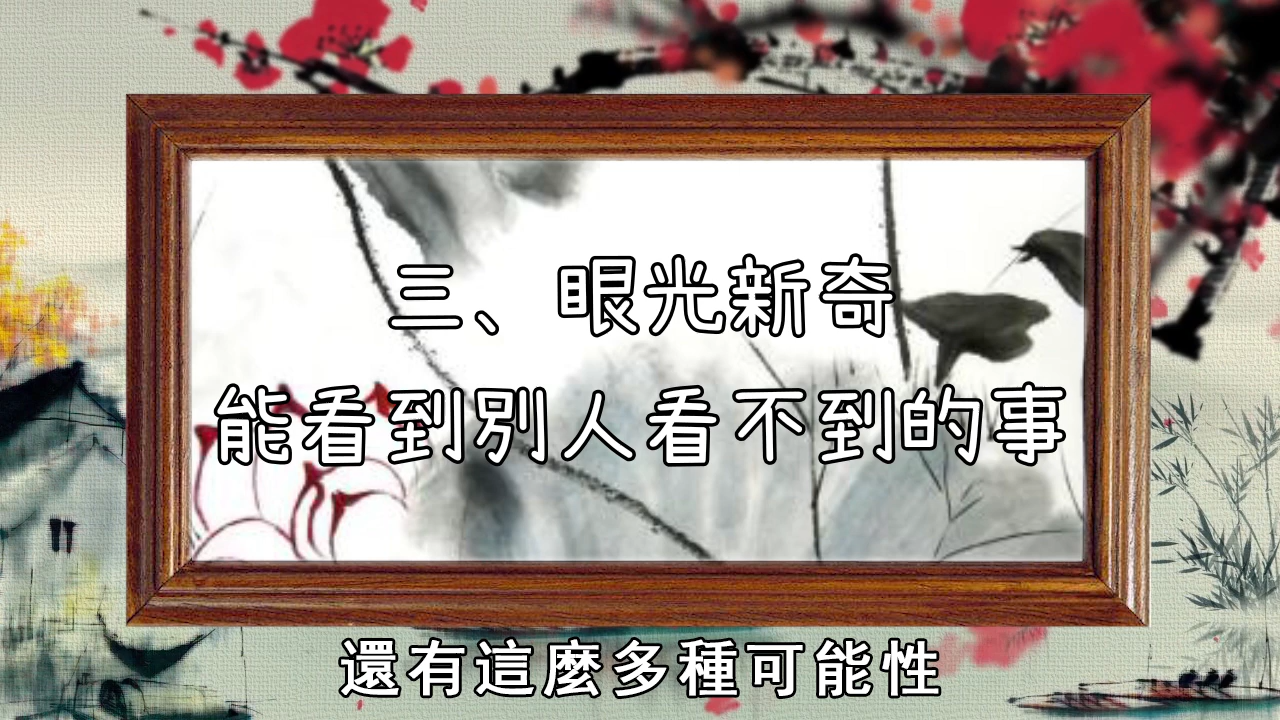 三、眼光新奇
能看到別人看不到的事
還有這麼多種可能性